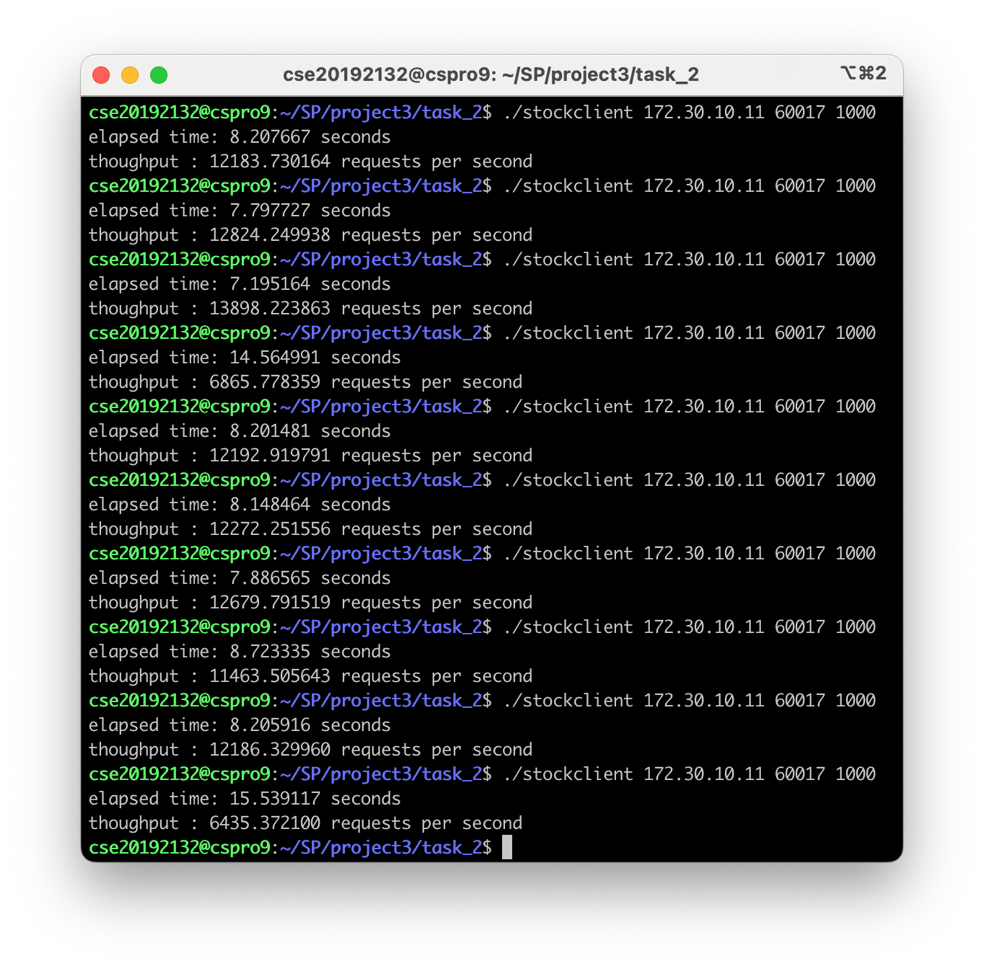 cse20192132@cspro9: ~/SP/project3/task_2 ⌥⌘2
cse20192132@cspro9:~/SP/project3/task_2$ ./stockclient 172.30.10.11 60017 1000
elapsed time: 8.207667 seconds
thoughput : 12183.730164 requests per second
cse20192132@cspro9:~/SP/project3/task_2$ ./stockclient 172.30.10.11 60017 1000
elapsed time: 7.797727 seconds
thoughput : 12824.249938 requests per second
cse20192132@cspro9:~/SP/project3/task_2$ ./stockclient 172.30.10.11 60017 1000
elapsed time: 7.195164 seconds
thoughput : 13898.223863 requests per second
cse20192132@cspro9:~/SP/project3/task_2$ ./stockclient 172.30.10.11 60017 1000
elapsed time: 14.564991 seconds
thoughput : 6865.778359 requests per second
cse20192132@cspro9:~/SP/project3/task_2$ ./stockclient 172.30.10.11 60017 1000
elapsed time: 8.201481 seconds
thoughput : 12192.919791 requests per second
cse20192132@cspro9:~/SP/project3/task_2$ ./stockclient 172.30.10.11 60017 1000
elapsed time: 8.148464 seconds
thoughput : 12272.251556 requests per second
cse20192132@cspro9:~/SP/project3/task_2$ ./stockclient 172.30.10.11 60017 1000
elapsed time: 7.886565 seconds
thoughput : 12679.791519 requests per second
cse20192132@cspro9:~/SP/project3/task_2$ ./stockclient 172.30.10.11 60017 1000
elapsed time: 8.723335 seconds
thoughput : 11463.505643 requests per second
cse20192132@cspro9:~/SP/project3/task_2$ ./stockclient 172.30.10.11 60017 1000
elapsed time: 8.205916 seconds
thoughput : 12186.329960 requests per second
cse20192132@cspro9:~/SP/project3/task_2$ ./stockclient 172.30.10.11 60017 1000
elapsed time: 15.539117 seconds
thoughput : 6435.372100 requests per second
cse20192132@cspro9:~/SP/project3/task_2$